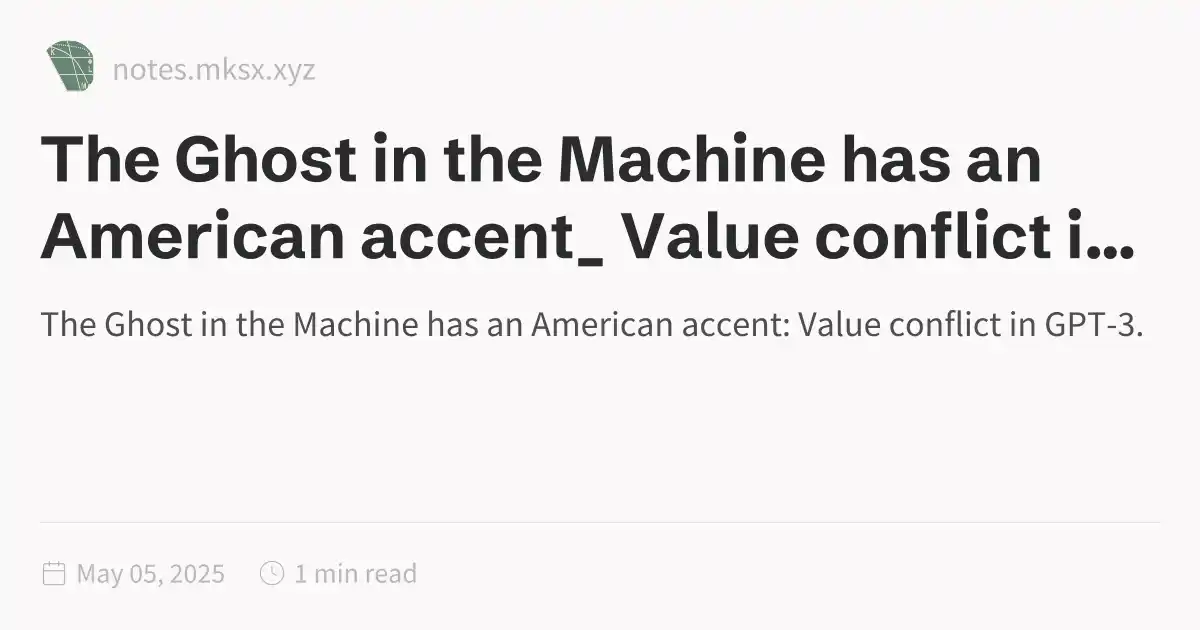 notes.mksx.xyz
The Ghost in the Machine has an
American accent_ Value conflict i...
The Ghost in the Machine has an American accent: Value conflict in GPT-3.
May 05, 2025 1 min read